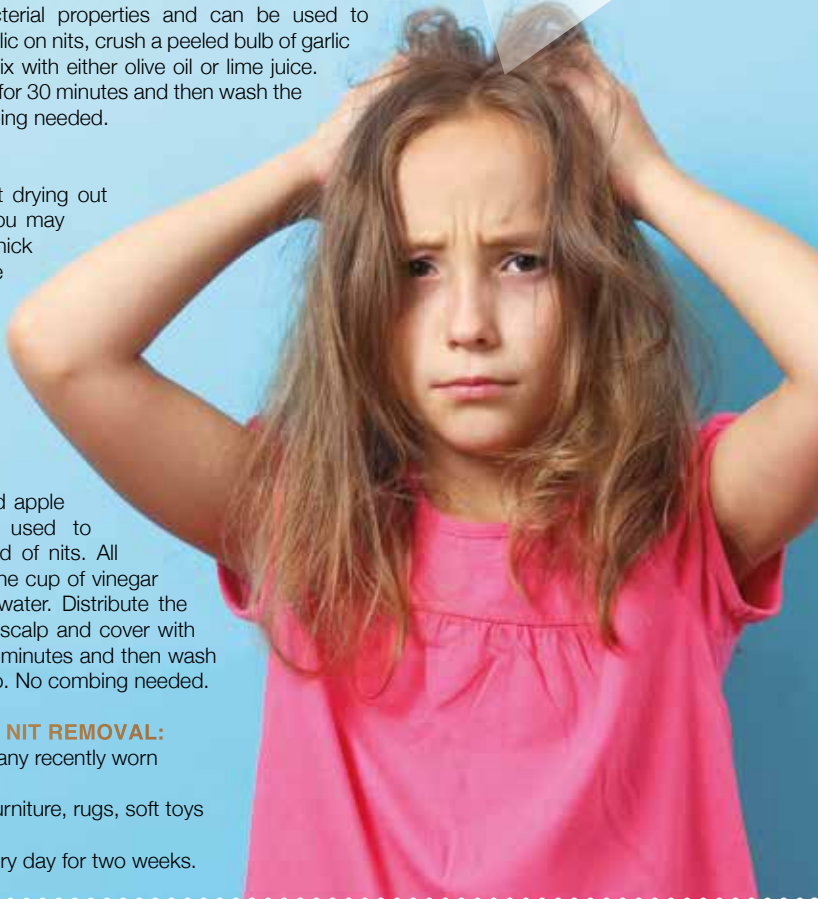 terial properties and can be used to
lic on nits, crush a peeled bulb of garlic
ix with either olive oil or lime juice.
for 30 minutes and then wash the
ing needed.
t drying out
ou may
hick
e
d apple
used to
d of nits. All
ne cup of vinegar
water. Distribute the
scalp and cover with
minutes and then wash
o. No combing needed.
NIT REMOVAL:
any recently worn
urniture, rugs, soft toys
ry day for two weeks.